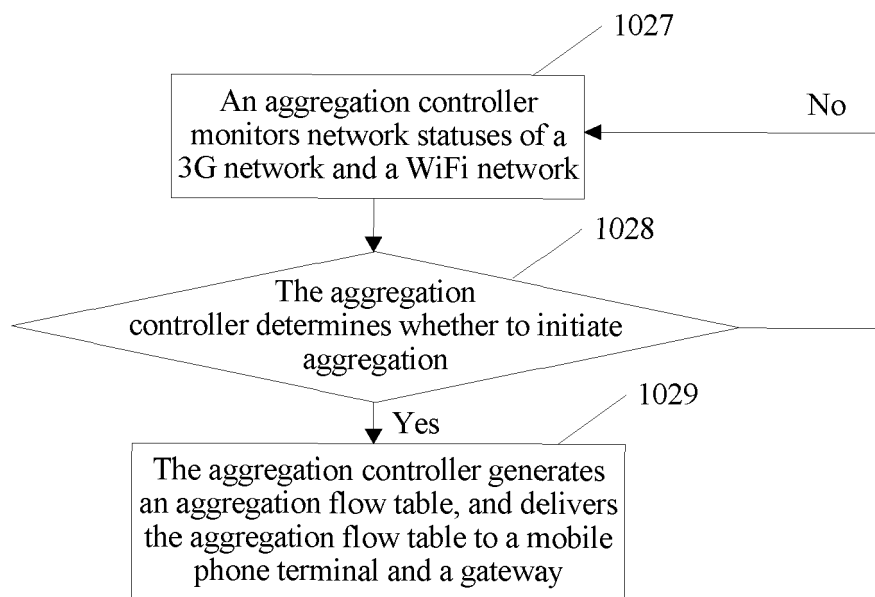 1027
An aggregation controller
monitors network statuses of a
3G network and a WiFi network
No
1028
The aggregation
controller determines whether to initiate
aggregation
Yes
1029
The aggregation controller generates
an aggregation flow table, and delivers
the aggregation flow table to a mobile
phone terminal and a gateway